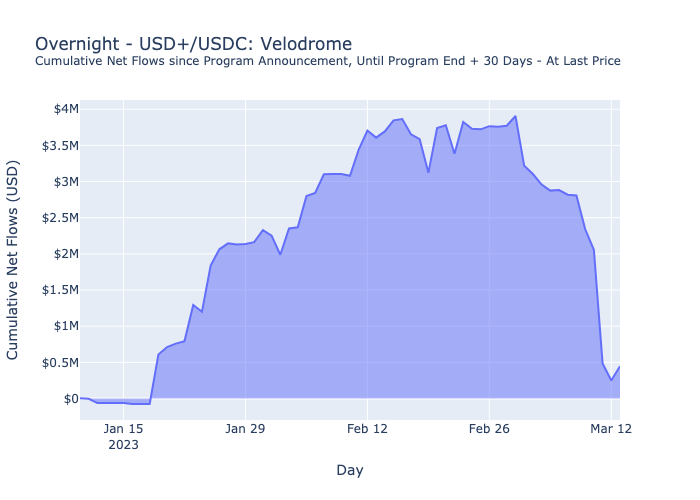 Overnight - USD+/USDC: Velodrome
Cumulative Net Flows since Program Announcement, Until Program End + 30 Days - At Last Price
Cumulative Net Flows (USD)
$4M
$3.5M
$3M
$2.5M
$2M
$1.5M
$1M
$0.5M
$0
Jan 15
2023
Jan 29
Feb 12
Feb 26
Mar 12
Day